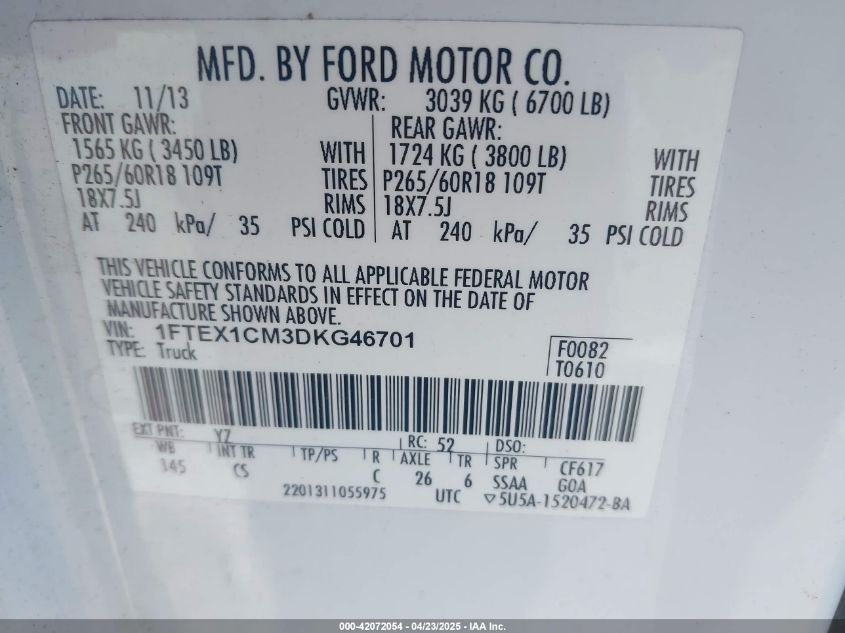 MFD. BY FORD MOTOR CO.
DATE: 11/13 GVWR: 3039 KG ( 6700 LB)
FRONT GAWR: REAR GAWR:
1565 KG ( 3450 LB) WITH 1724 KG ( 3800 LB) WITH
P265/60R18 109T TIRES P265/60R18 109T TIRES
18X7.5J RIMS 18X7.5J RIMS
AT 240 kPa/ 35 PSI COLD AT 240 kPa/ 35 PSI COLD
THIS VEHICLE CONFORMS TO ALL APPLICABLE FEDERAL MOTOR
VEHICLE SAFETY STANDARDS IN EFFECT ON THE DATE OF
MANUFACTURE SHOWN ABOVE.
VIN: 1FTEX1CM3DKG46701
TYPE: Truck
F0082
T0610
EXT PNT: YZ RC: 52 DSO:
WB INT TR TP/PS R AXLE TR SPR CF617
145 CS C 26 6 SSAA GOA
2201311055975 UTC ▽5U5A-1520472-BA
000-42072054 - 04/23/2025 - IAA Inc.